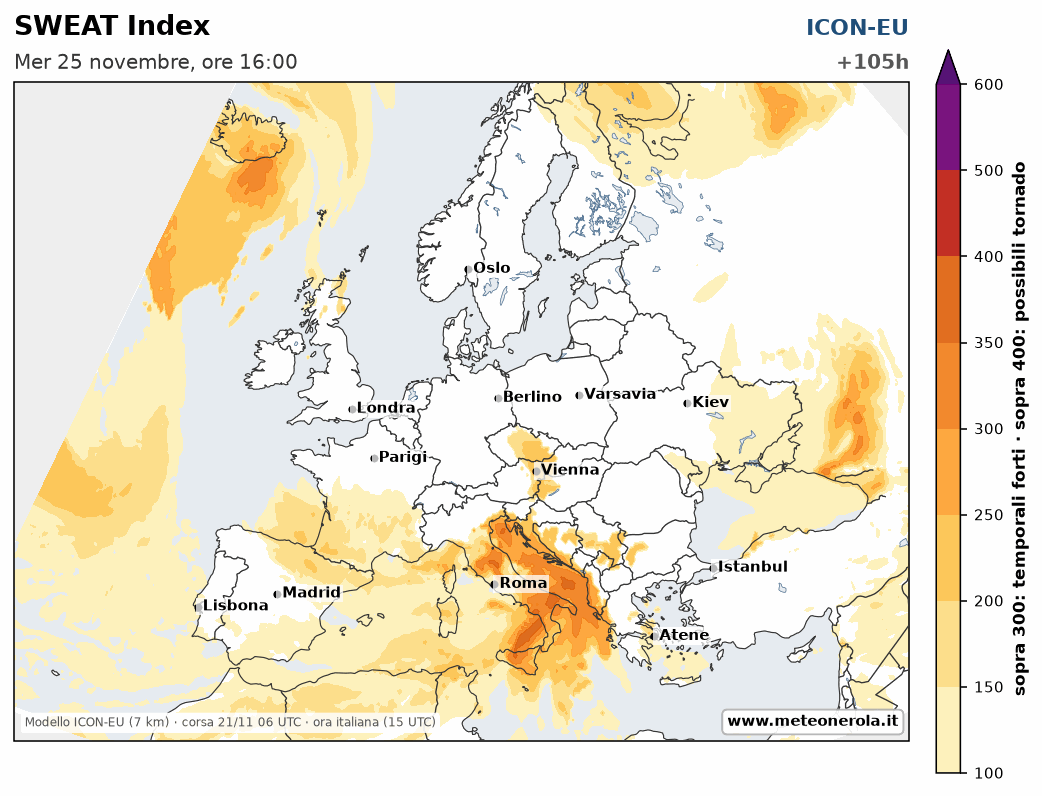 SWEAT Index
ICON-EU
Mer 25 novembre, ore 16:00
+105h
Oslo
Londra
Berlino
Varsavia
Kiev
Parigi
Vienna
Istanbul
Roma
Madrid
Lisbona
Atene
Modello ICON-EU (7 km) · corsa 21/11 06 UTC · ora italiana (15 UTC)
www.meteonerola.it
600
500
400
350
300
250
200
150
100
sopra 300: temporali forti · sopra 400: possibili tornado